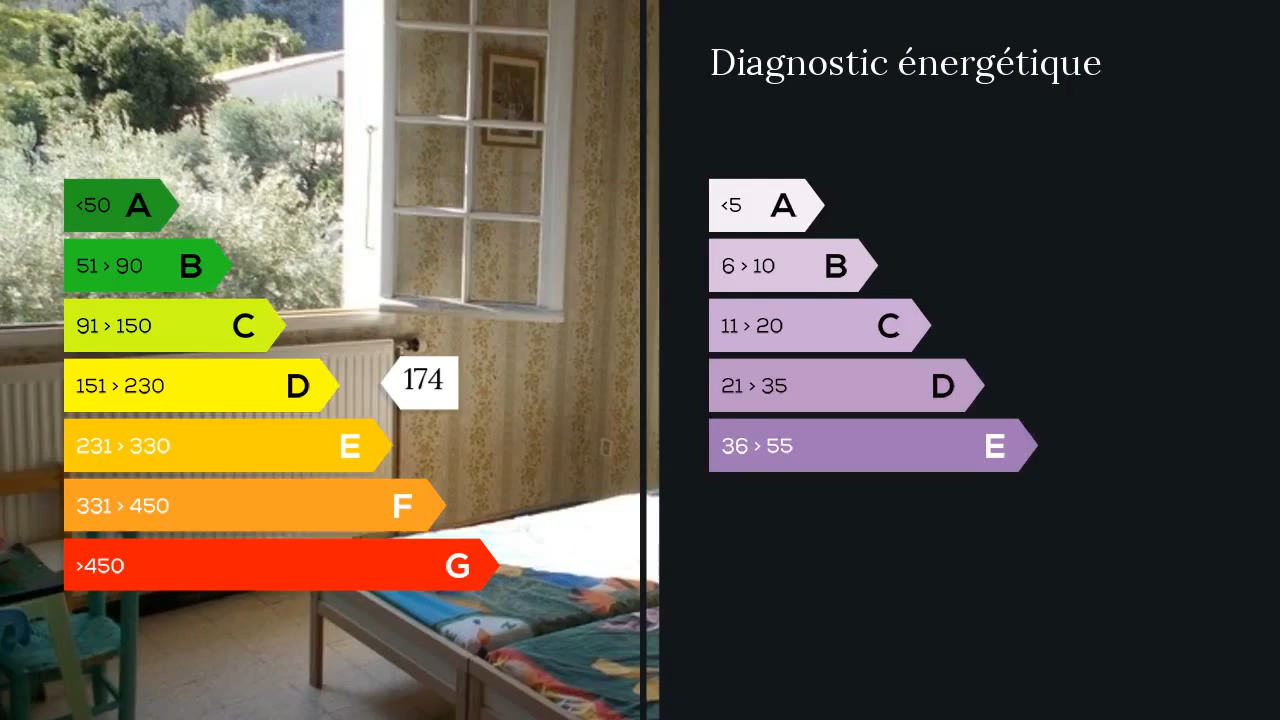 Diagnostic énergétique
<50 A
51 > 90 B
91 > 150 C
151 > 230 D
174
231 > 330 E
331 > 450 F
>450 G
<5 A
6 > 10 B
11 > 20 C
21 > 35 D
36 > 55 E